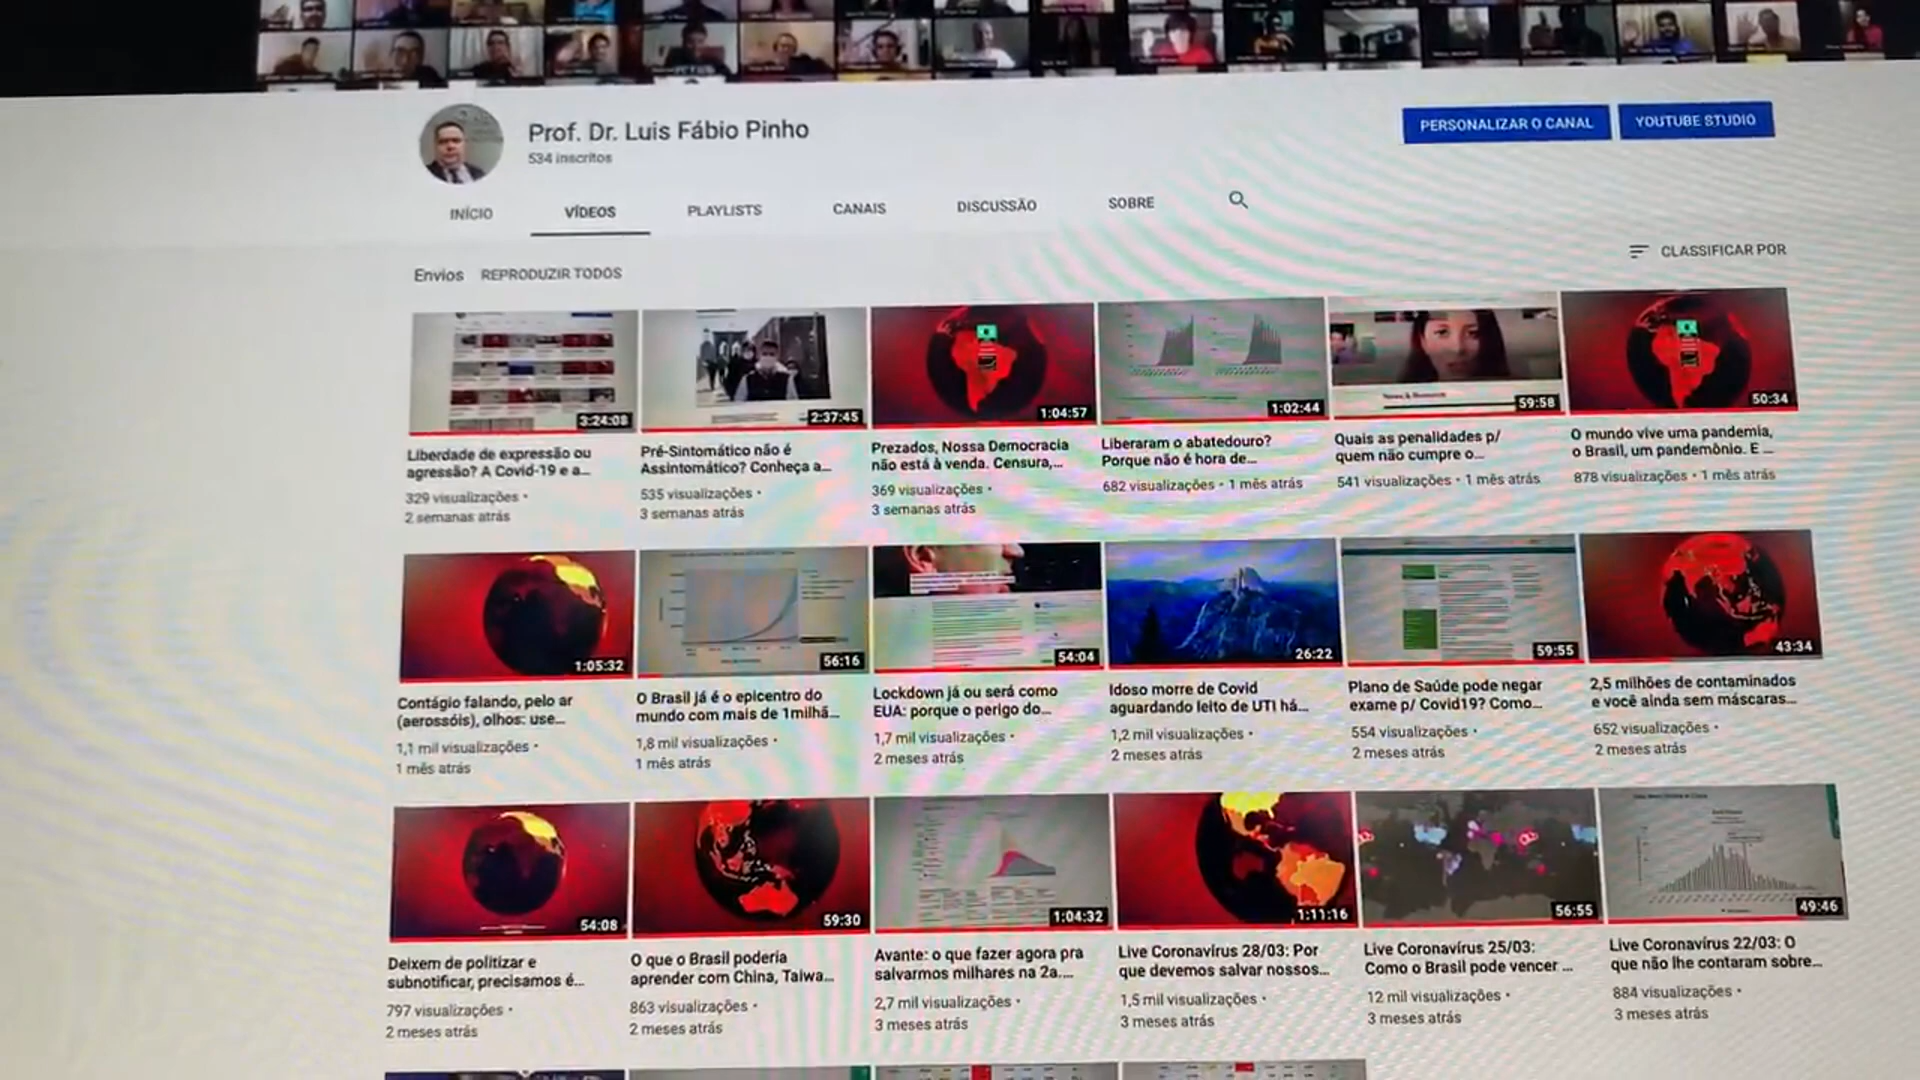 Prof. Dr. Luis Fábio Pinho
534 inscritos
PERSONALIZAR O CANAL
YOUTUBE STUDIO
INÍCIO
VÍDEOS
PLAYLISTS
CANAIS
DISCUSSÃO
SOBRE
Envios
REPRODUZIR TODOS
CLASSIFICAR POR
3:24:08
2:37:45
1:04:57
1:02:44
59:58
50:34
Liberdade de expressão ou
agressão? A Covid-19 e a...
329 visualizações •
2 semanas atrás
Pré-Sintomático não é
Assintomático? Conheça a...
535 visualizações •
3 semanas atrás
Prezados, Nossa Democracia
não está à venda. Censura,...
369 visualizações •
3 semanas atrás
Liberaram o abatedouro?
Porque não é hora de...
682 visualizações • 1 mês atrás
Quais as penalidades p/
quem não cumpre o...
541 visualizações • 1 mês atrás
O mundo vive uma pandemia,
o Brasil, um pandemônio. E ...
878 visualizações • 1 mês atrás
1:05:32
56:16
54:04
26:22
59:55
43:34
Contágio falando, pelo ar
(aerossóis), olhos: use...
1,1 mil visualizações •
1 mês atrás
O Brasil já é o epicentro do
mundo com mais de 1milhã...
1,8 mil visualizações •
1 mês atrás
Lockdown já ou será como
EUA: porque o perigo do...
1,7 mil visualizações •
2 meses atrás
Idoso morre de Covid
aguardando leito de UTI há...
1,2 mil visualizações •
2 meses atrás
Plano de Saúde pode negar
exame p/ Covid19? Como...
554 visualizações •
2 meses atrás
2,5 milhões de contaminados
e você ainda sem máscaras...
652 visualizações •
2 meses atrás
54:08
59:30
1:04:32
1:11:16
56:55
49:46
Deixem de politizar e
subnotificar, precisamos é...
797 visualizações •
2 meses atrás
O que o Brasil poderia
aprender com China, Taiwa...
863 visualizações •
2 meses atrás
Avante: o que fazer agora pra
salvarmos milhares na 2a....
2,7 mil visualizações •
3 meses atrás
Live Coronavírus 28/03: Por
que devemos salvar nossos...
1,5 mil visualizações •
3 meses atrás
Live Coronavírus 25/03:
Como o Brasil pode vencer ...
12 mil visualizações •
3 meses atrás
Live Coronavírus 22/03: O
que não lhe contaram sobre...
884 visualizações •
3 meses atrás